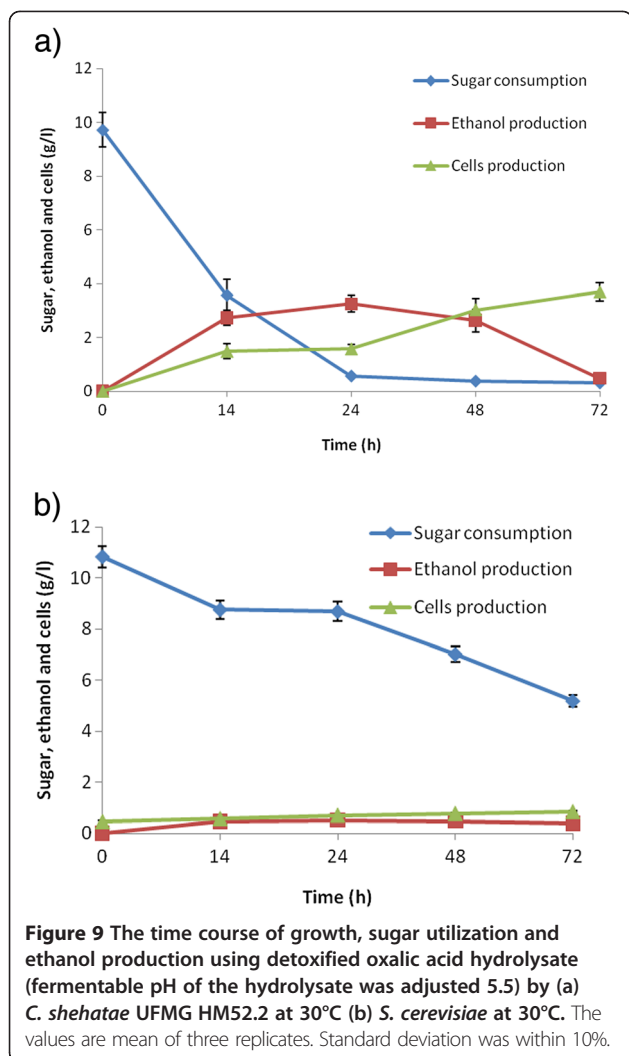 a)
12
10
8
6
4
2
0
Sugar, ethanol and cells (g/l)
Sugar consumption
Ethanol production
Cells production
0 14 24 48 72
Time (h)
b)
12
10
8
6
4
2
0
Sugar, ethanol and cells (g/l)
Sugar consumption
Ethanol production
Cells production
0 14 24 48 72
Time (h)
Figure 9 The time course of growth, sugar utilization and
ethanol production using detoxified oxalic acid hydrolysate
(fermentable pH of the hydrolysate was adjusted 5.5) by (a)
C. shehatae UFMG HM52.2 at 30°C (b) S. cerevisiae at 30°C. The
values are mean of three replicates. Standard deviation was within 10%.